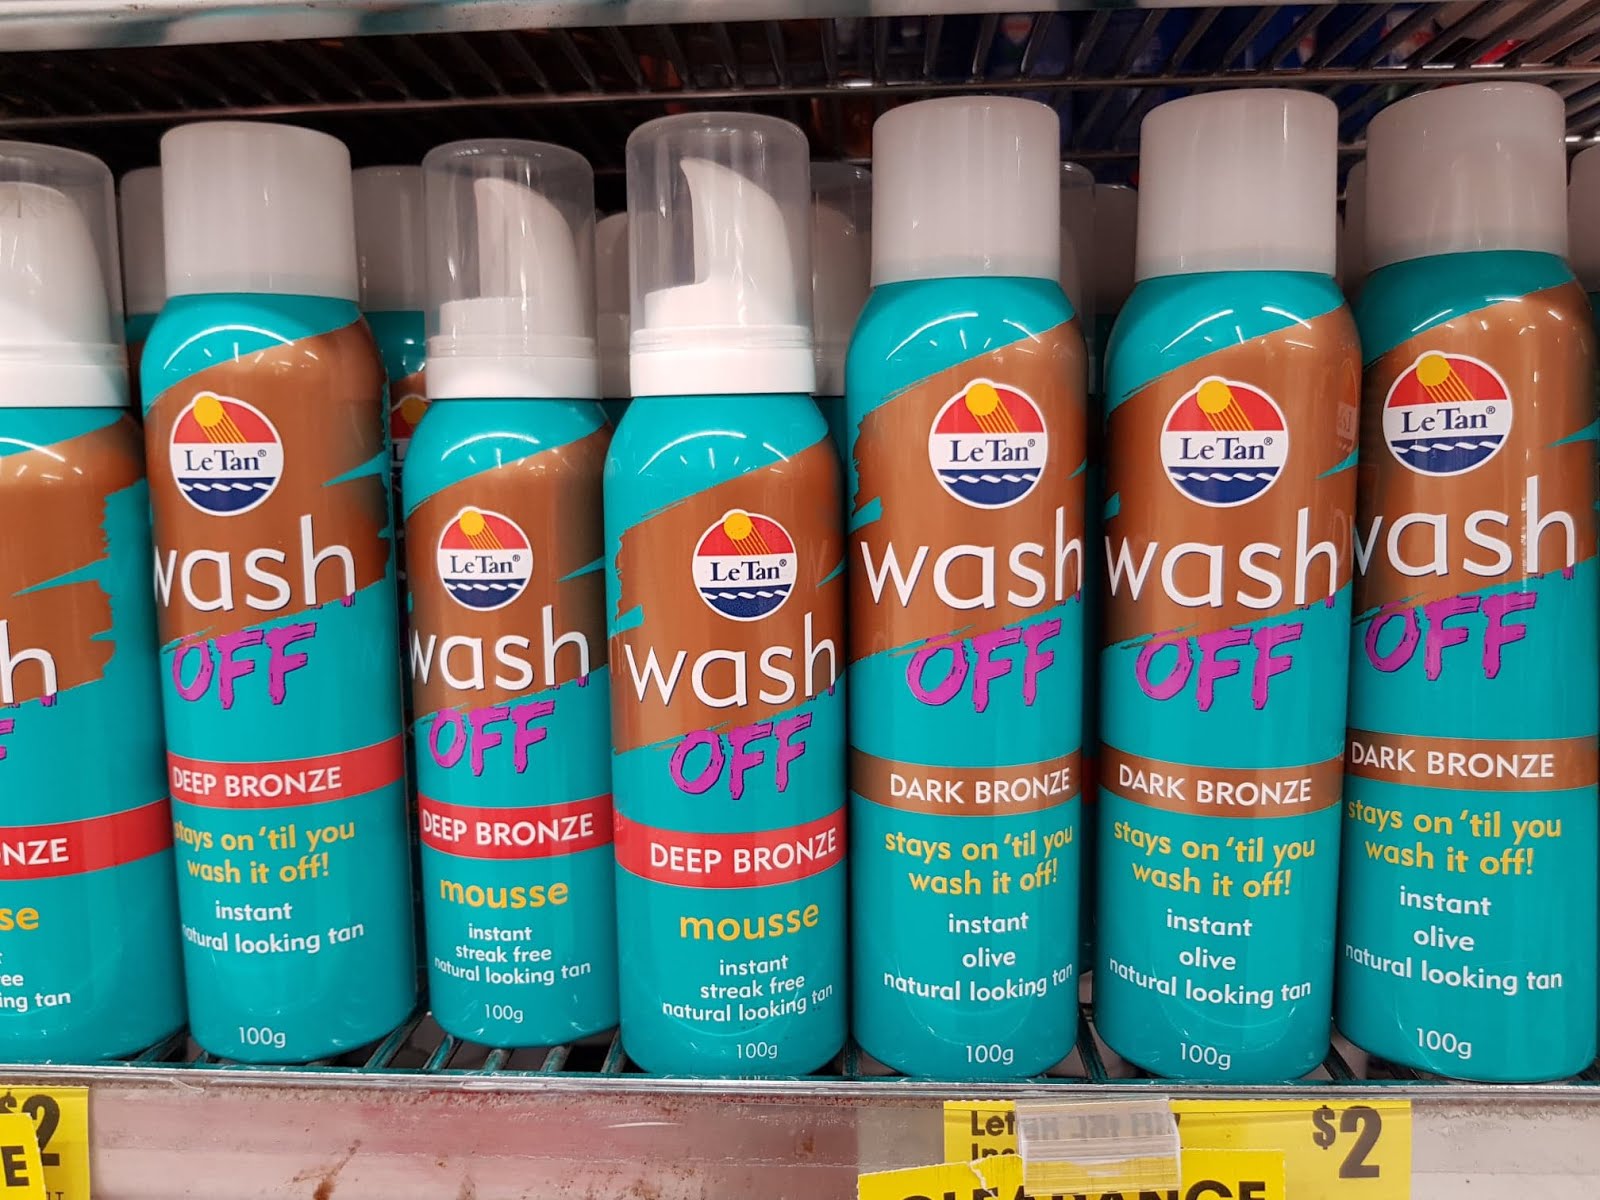 Le Tan®
wash
OFF
DEEP BRONZE
stays on 'til you
wash it off!
instant
natural looking tan
100g
Le Tan®
wash
OFF
DEEP BRONZE
mousse
instant
streak free
natural looking tan
100g
Le Tan®
wash
OFF
DEEP BRONZE
mousse
instant
streak free
natural looking tan
100g
Le Tan®
wash
OFF
DARK BRONZE
stays on 'til you
wash it off!
instant
olive
natural looking tan
100g
Le Tan®
wash
OFF
DARK BRONZE
stays on 'til you
wash it off!
instant
olive
natural looking tan
100g
Le Tan®
wash
OFF
DARK BRONZE
stays on 'til you
wash it off!
instant
olive
natural looking tan
100g
$2
$2
CLEARANCE